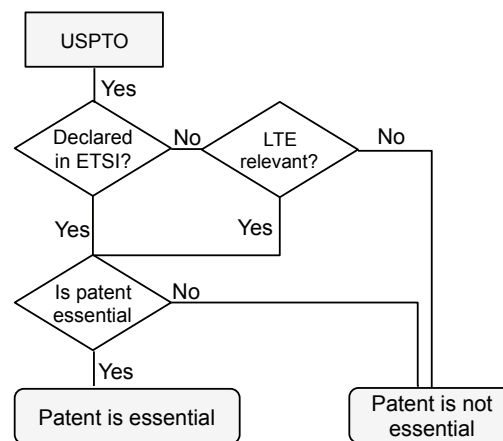 USPTO
Yes
Declared
in ETSI?
No
LTE
relevant?
No
Yes
Yes
Is patent
essential
No
Yes
Patent is essential
Patent is not
essential